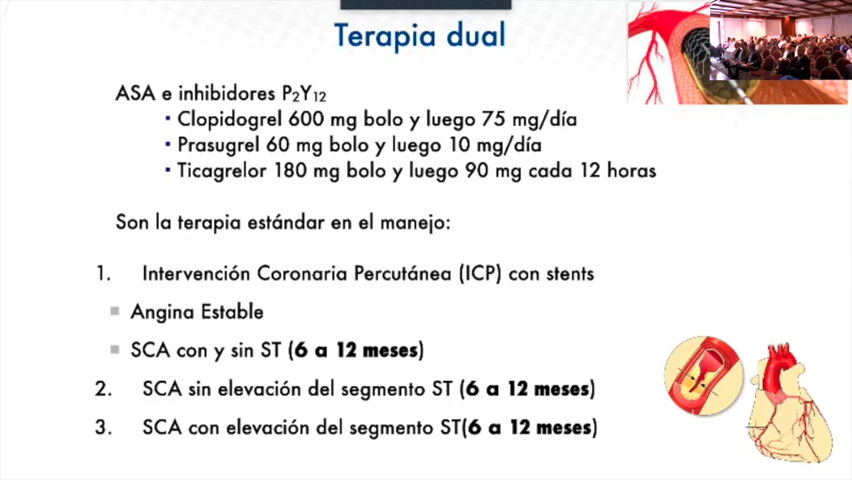 Terapia dual
ASA e inhibidores P₂Y₁₂
▪ Clopidogrel 600 mg bolo y luego 75 mg/día
▪ Prasugrel 60 mg bolo y luego 10 mg/día
▪ Ticagrelor 180 mg bolo y luego 90 mg cada 12 horas
Son la terapia estándar en el manejo:
1. Intervención Coronaria Percutánea (ICP) con stents
▪ Angina Estable
▪ SCA con y sin ST (6 a 12 meses)
2. SCA sin elevación del segmento ST (6 a 12 meses)
3. SCA con elevación del segmento ST(6 a 12 meses)